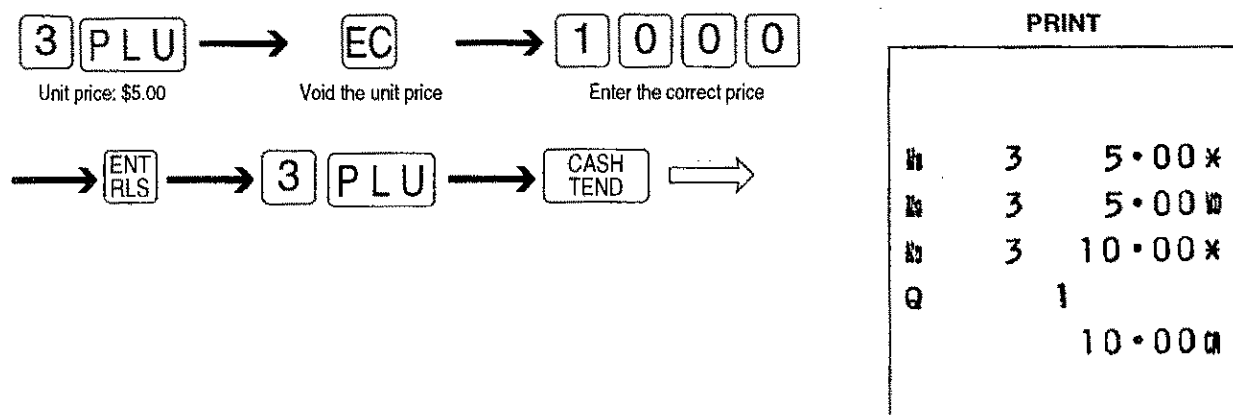 3 PLU EC 1 0 0 0
Unit price: $5.00 Void the unit price Enter the correct price
ENT RLS 3 PLU CASH TEND
PRINT
3 5•00*
3 5•00
3 10•00*
Q 1
10•00